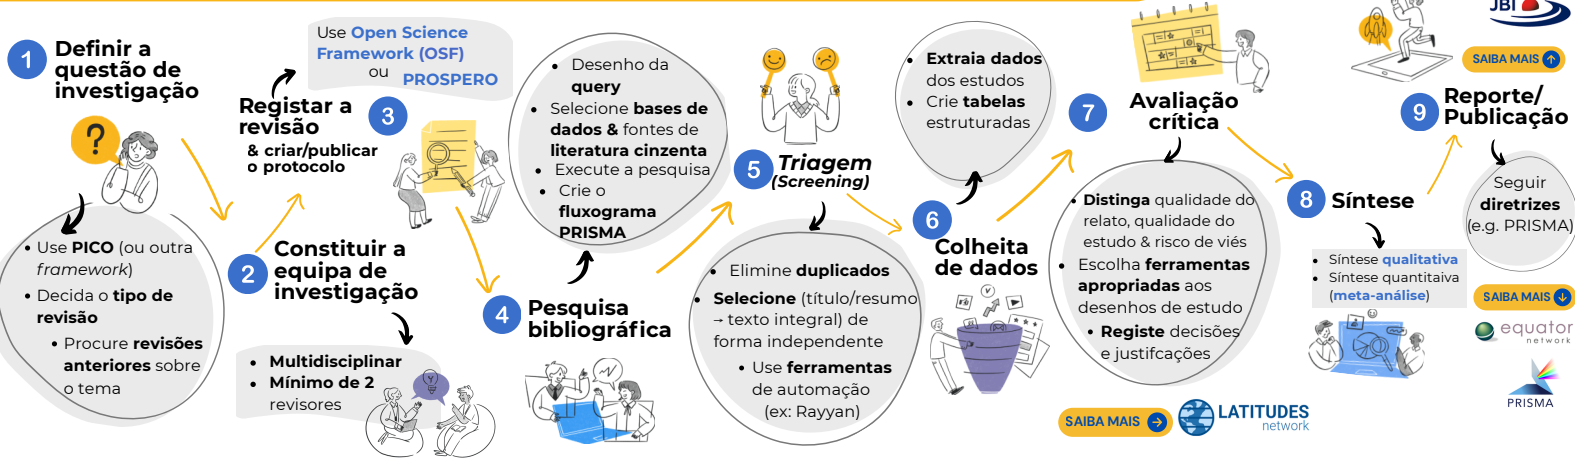 1
Definir a
questão de
investigação
• Use PICO (ou outra
framework)
• Decida o tipo de
revisão
• Procure revisões
anteriores sobre
o tema
2
Constituir a
equipa de
investigação
• Multidisciplinar
• Mínimo de 2
revisores
3
Registar a
revisão
& criar/publicar
o protocolo
Use Open Science
Framework (OSF)
ou PROSPERO
4
Pesquisa
bibliográfica
• Desenho da
query
• Selecione bases de
dados & fontes de
literatura cinzenta
• Execute a pesquisa
• Crie o
fluxograma
PRISMA
5
Triagem
(Screening)
• Elimine duplicados
• Selecione (título/resumo
→ texto integral) de
forma independente
• Use ferramentas
de automação
(ex: Rayyan)
6
Colheita
de dados
• Extraia dados
dos estudos
• Crie tabelas
estruturadas
7
Avaliação
crítica
• Distinga qualidade do
relato, qualidade do
estudo & risco de viés
• Escolha ferramentas
apropriadas aos
desenhos de estudo
• Registe decisões
e justifcações
SAIBA MAIS
LATITUDES
network
8
Síntese
• Síntese qualitativa
• Síntese quantitaiva
(meta-análise)
9
Reporte/
Publicação
JBI
SAIBA MAIS
Seguir
diretrizes
(e.g. PRISMA)
SAIBA MAIS
equator
network
PRISMA